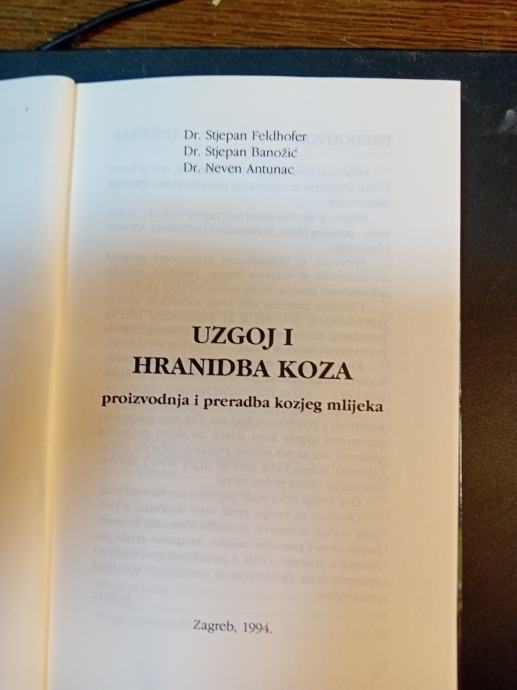 Dr. Stjepan Feldhofer
Dr. Stjepan Banožić
Dr. Neven Antunac
UZGOJ I
HRANIDBA KOZA
proizvodnja i preradba kozjeg mlijeka
Zagreb, 1994.